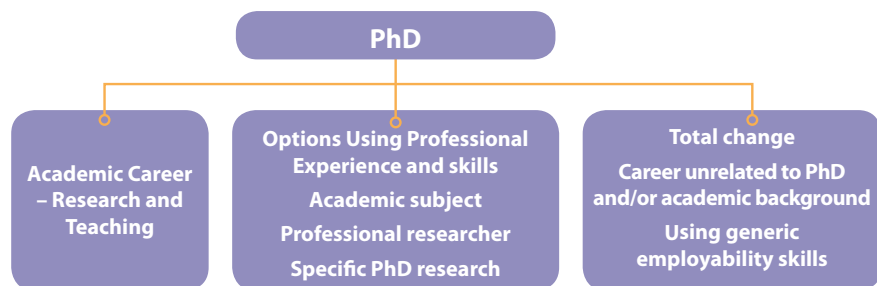 PhD
Academic Career
– Research and
Teaching
Options Using Professional
Experience and skills
Academic subject
Professional researcher
Specific PhD research
Total change
Career unrelated to PhD
and/or academic background
Using generic
employability skills